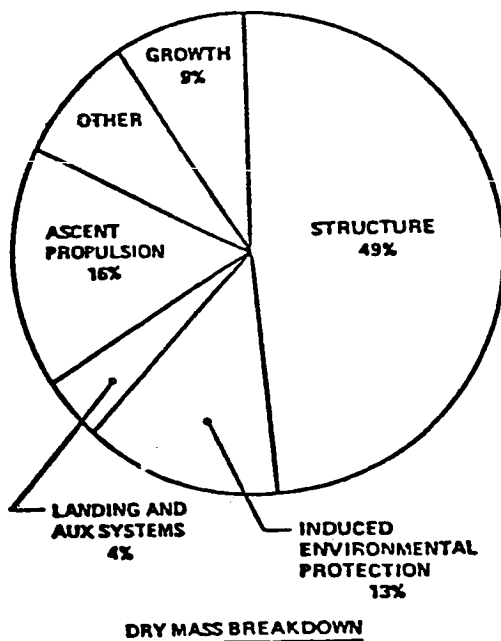 GROWTH
9%
OTHER
STRUCTURE
49%
ASCENT
PROPULSION
16%
LANDING AND
AUX SYSTEMS
4%
INDUCED
ENVIRONMENTAL
PROTECTION
13%
DRY MASS BREAKDOWN